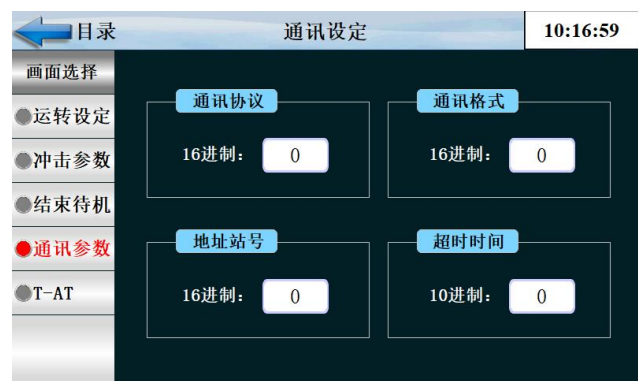 目录
通讯设定
10:16:59
画面选择
运转设定
冲击参数
结束待机
通讯参数
T-AT
通讯协议
16进制： 0
通讯格式
16进制： 0
地址站号
16进制： 0
超时时间
10进制： 0